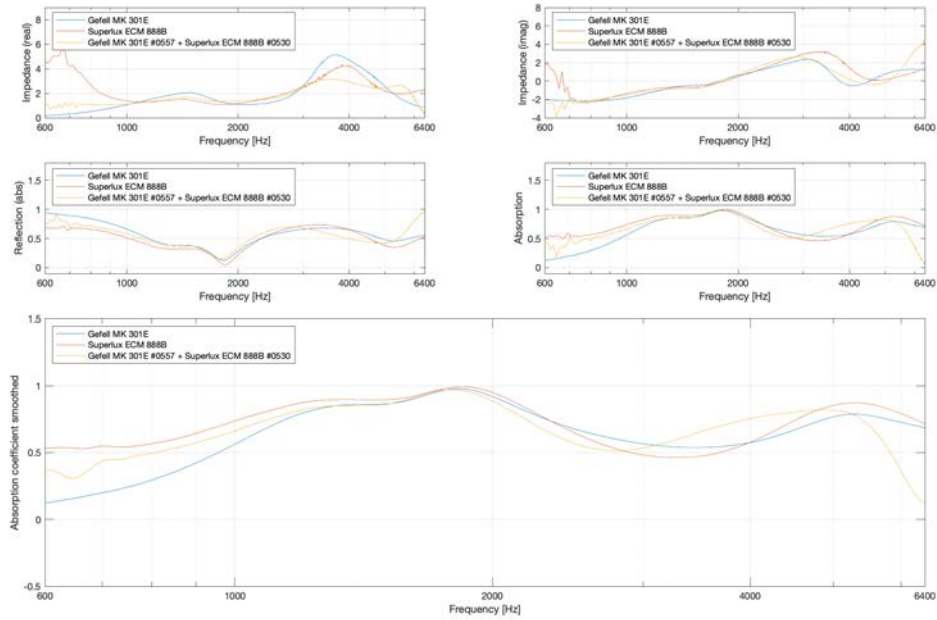 Impedance (real)
8
6
4
2
0
Gefell MK 301E
Superlux ECM 888B
Gefell MK 301E #0557 + Superlux ECM 888B #0530
600
1000
2000
4000
6400
Frequency [Hz]
Impedance (imag)
8
6
4
2
0
-2
-4
Gefell MK 301E
Superlux ECM 888B
Gefell MK 301E #0557 + Superlux ECM 888B #0530
600
1000
2000
4000
6400
Frequency [Hz]
Reflection (abs)
1.5
1
0.5
0
Gefell MK 301E
Superlux ECM 888B
Gefell MK 301E #0557 + Superlux ECM 888B #0530
600
1000
2000
4000
6400
Frequency [Hz]
Absorption
1.5
1
0.5
0
Gefell MK 301E
Superlux ECM 888B
Gefell MK 301E #0557 + Superlux ECM 888B #0530
600
1000
2000
4000
6400
Frequency [Hz]
Absorption coefficient smoothed
1.5
1
0.5
0
-0.5
Gefell MK 301E
Superlux ECM 888B
Gefell MK 301E #0557 + Superlux ECM 888B #0530
600
1000
2000
4000
6400
Frequency [Hz]